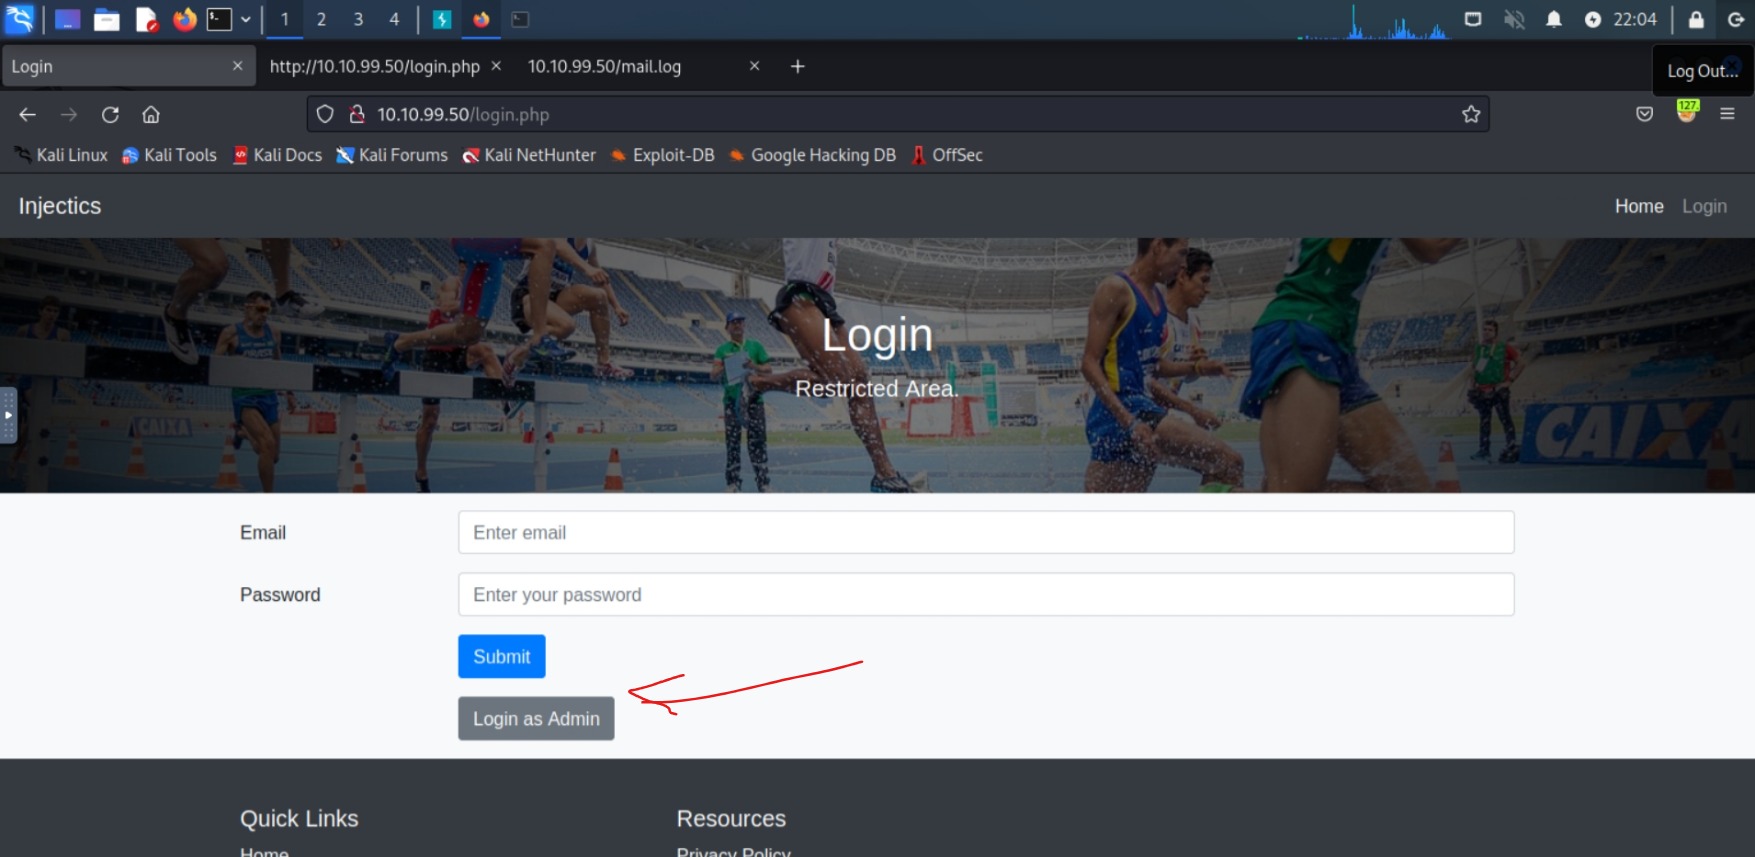 1 2 3 4 22:04
Login http://10.10.99.50/login.php 10.10.99.50/mail.log Log Out...
10.10.99.50/login.php 127.
Kali Linux Kali Tools Kali Docs Kali Forums Kali NetHunter Exploit-DB Google Hacking DB OffSec
Injectics Home Login
Login
Restricted Area.
CAIXA
CAIXA
Email Enter email
Password Enter your password
Submit
Login as Admin
Quick Links Resources
Home Privacy Policy